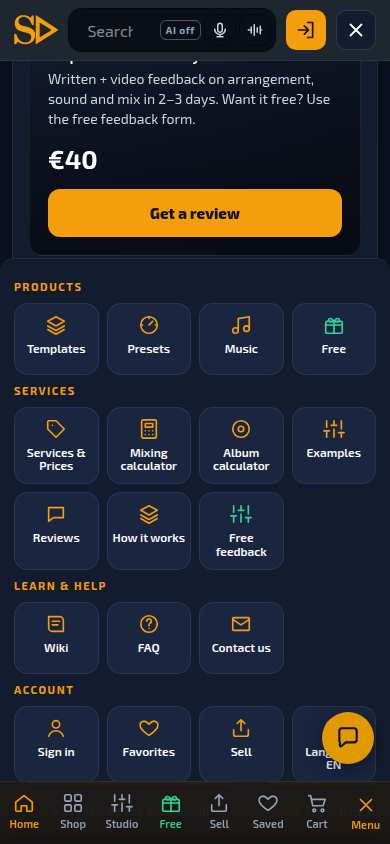 SD
Search
AI off
Written + video feedback on arrangement,
sound and mix in 2–3 days. Want it free? Use
the free feedback form.
€40
Get a review
PRODUCTS
Templates
Presets
Music
Free
SERVICES
Services &
Prices
Mixing
calculator
Album
calculator
Examples
Reviews
How it works
Free
feedback
LEARN & HELP
Wiki
FAQ
Contact us
ACCOUNT
Sign in
Favorites
Sell
EN
Home
Shop
Studio
Free
Sell
Saved
Cart
Menu